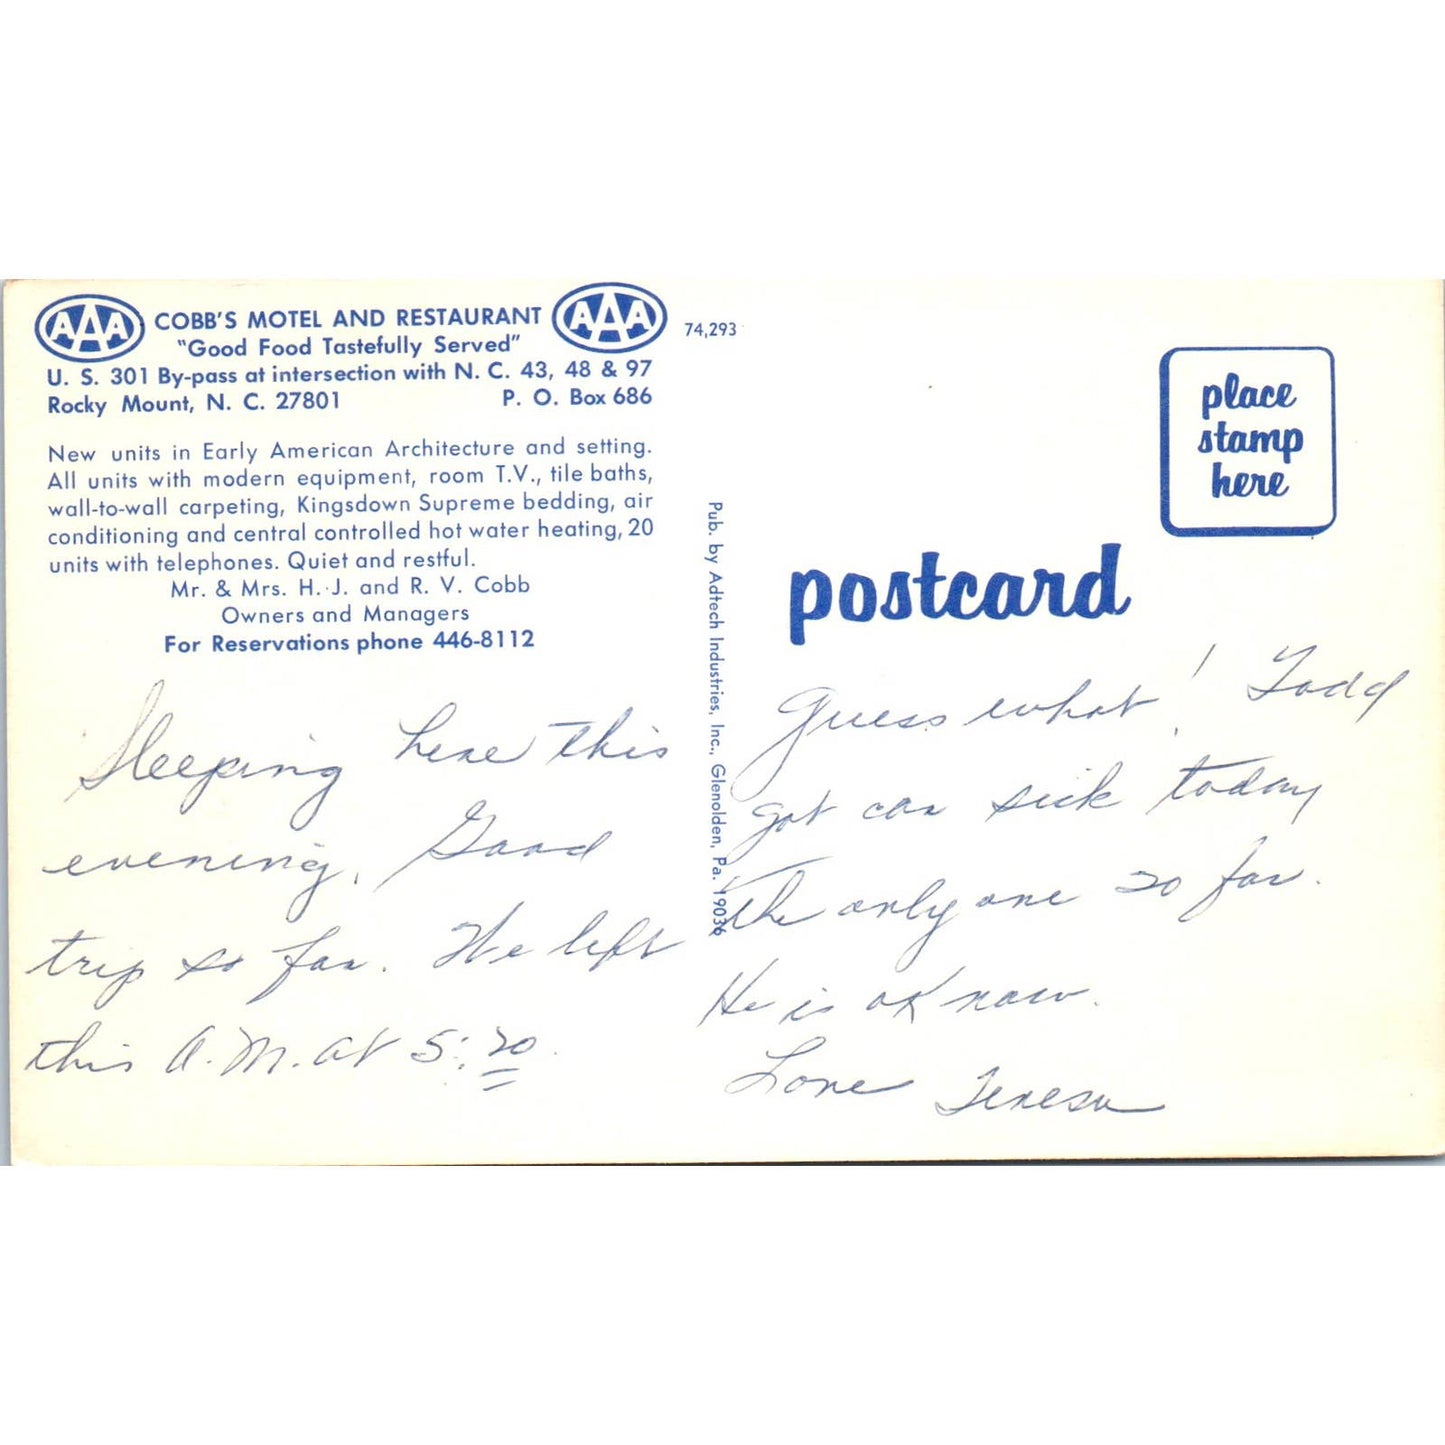 AAA COBB'S MOTEL AND RESTAURANT AAA
"Good Food Tastefully Served"
U. S. 301 By-pass at intersection with N. C. 43, 48 & 97
Rocky Mount, N. C. 27801 P. O. Box 686
New units in Early American Architecture and setting.
All units with modern equipment, room T.V., tile baths,
wall-to-wall carpeting, Kingsdown Supreme bedding, air
conditioning and central controlled hot water heating, 20
units with telephones. Quiet and restful.
Mr. & Mrs. H. J. and R. V. Cobb
Owners and Managers
For Reservations phone 446-8112
Sleeping here this
evening. Good
trip so far. We left
this A.M. at 5:20.
74,293
Pub. by Adtech Industries, Inc., Glenolden, Pa. 19036
place
stamp
here
postcard
Guess what! Todd
got car sick today
the only one so far.
He is ok now.
Love Teresa